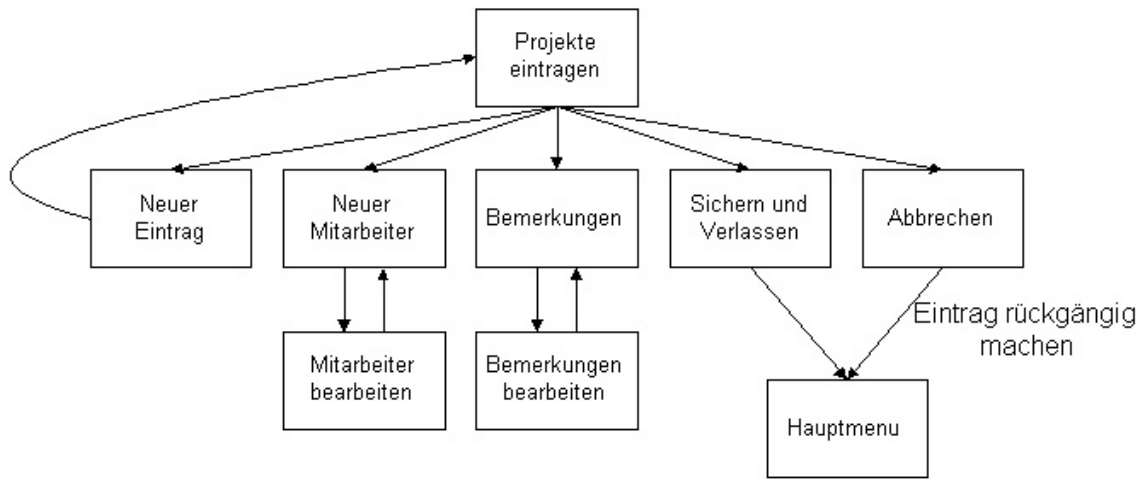 Projekte
eintragen
Neuer
Eintrag
Neuer
Mitarbeiter
Bemerkungen
Sichern und
Verlassen
Abbrechen
Eintrag rückgängig
machen
Mitarbeiter
bearbeiten
Bemerkungen
bearbeiten
Hauptmenu